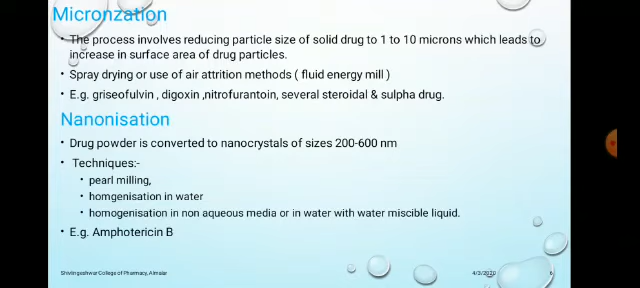 Micronzation
• The process involves reducing particle size of solid drug to 1 to 10 microns which leads to
increase in surface area of drug particles.
• Spray drying or use of air attrition methods ( fluid energy mill )
• E.g. griseofulvin , digoxin ,nitrofurantoin, several steroidal & sulpha drug.
Nanonisation
• Drug powder is converted to nanocrystals of sizes 200-600 nm
• Techniques:-
• pearl milling,
• homgenisation in water
• homogenisation in non aqueous media or in water with water miscible liquid.
• E.g. Amphotericin B
Shivlingeshwar College of Pharmacy, Almalar 4/3/2020 6